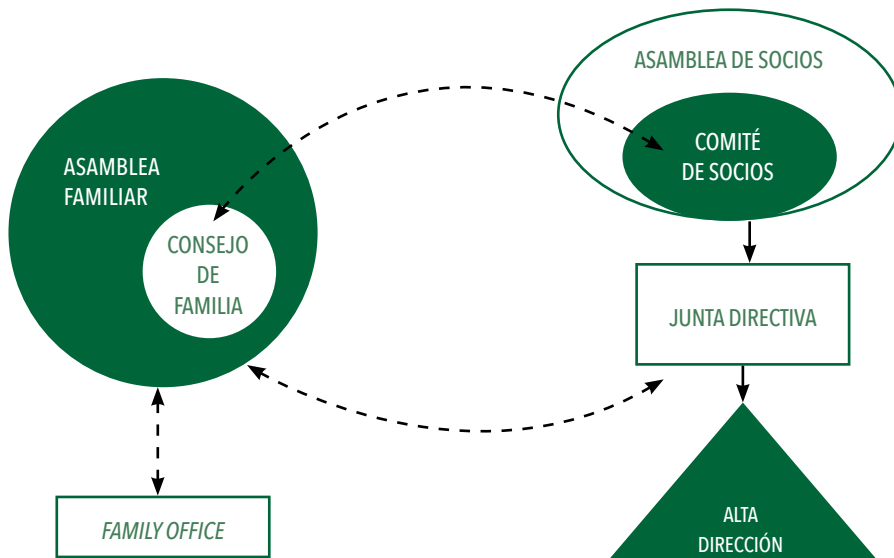 ASAMBLEA
FAMILIAR
CONSEJO
DE
FAMILIA
FAMILY OFFICE
ASAMBLEA DE SOCIOS
COMITÉ
DE SOCIOS
JUNTA DIRECTIVA
ALTA
DIRECCIÓN